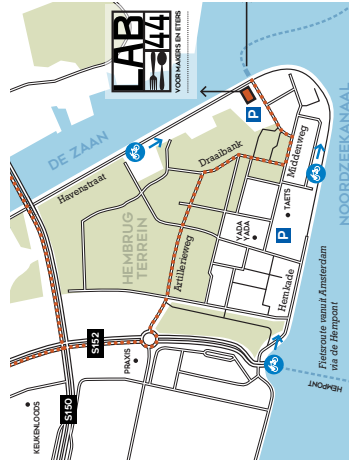 LAB
44
VOOR MAKERS EN ETERS
DE ZAAN
NOORDZEEKANAAL
P
Havenstraat
Draaibank
Middenweg
HEMBRUG
TERREIN
TAETS
YADA
YADA
P
Artillerieweg
Hemkade
Fietsroute vanuit Amsterdam
via de Hempont
S152
PRAXIS
HEMPONT
S150
KEUKENLOODS